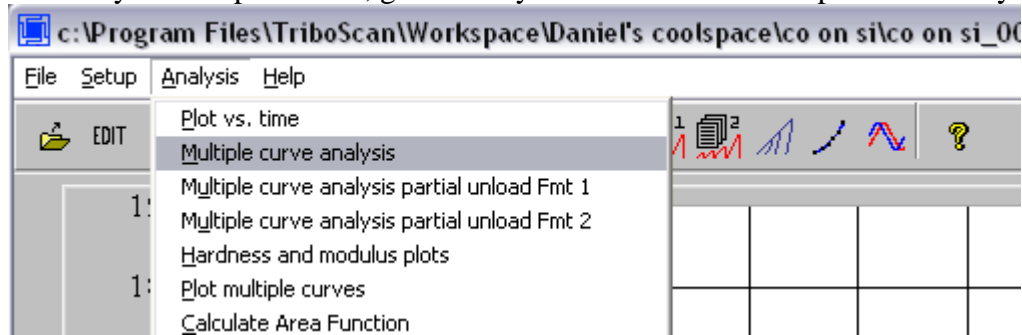 c:\Program Files\TriboScan\Workspace\Daniel's coolspace\co on si\co on si_00
File Setup Analysis Help
EDIT
Plot vs. time
Multiple curve analysis
Multiple curve analysis partial unload Fmt 1
Multiple curve analysis partial unload Fmt 2
Hardness and modulus plots
Plot multiple curves
Calculate Area Function